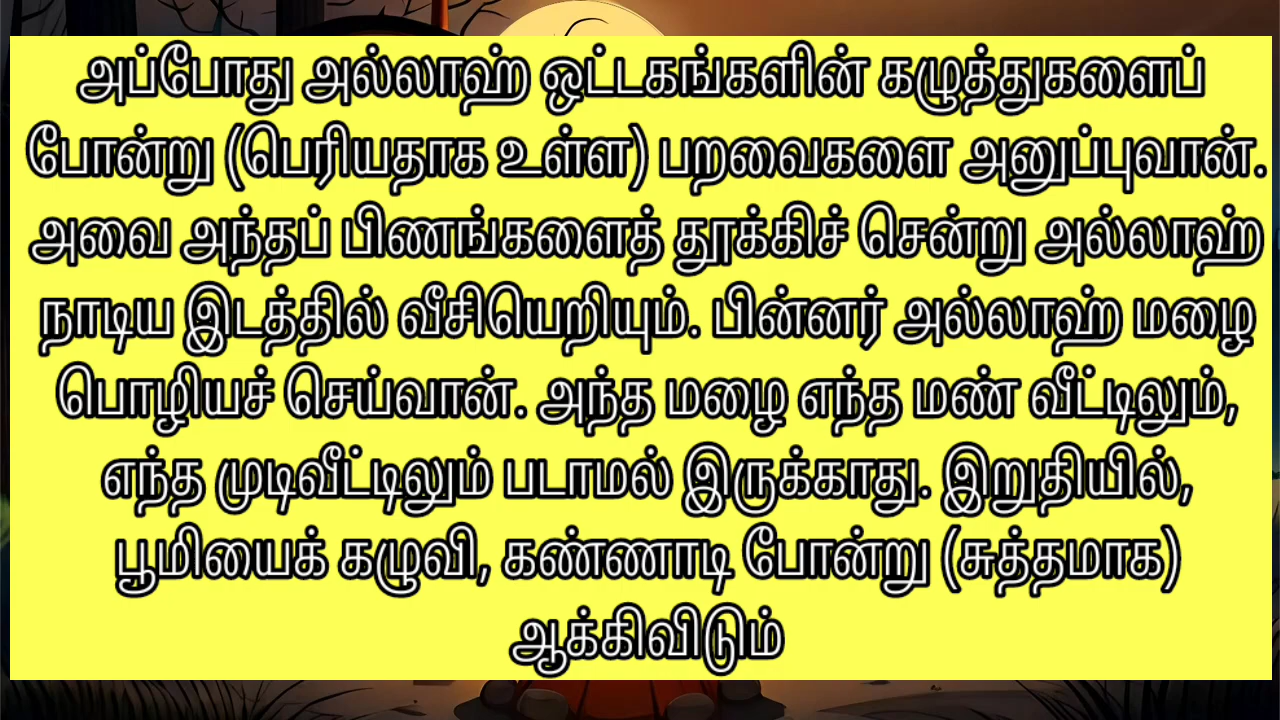 அப்போது அல்லாஹ் ஒட்டகங்களின் கழுத்துகளைப்
போன்று (பெரியதாக உள்ள) பறவைகளை அனுப்புவான்.
அவை அந்தப் பிணங்களைத் தூக்கிச் சென்று அல்லாஹ்
நாடிய இடத்தில் வீசியெறியும். பின்னர் அல்லாஹ் மழை
பொழியச் செய்வான். அந்த மழை எந்த மண் வீட்டிலும்,
எந்த முடிவீட்டிலும் படாமல் இருக்காது. இறுதியில்,
பூமியைக் கழுவி, கண்ணாடி போன்று (சுத்தமாக)
ஆக்கிவிடும்